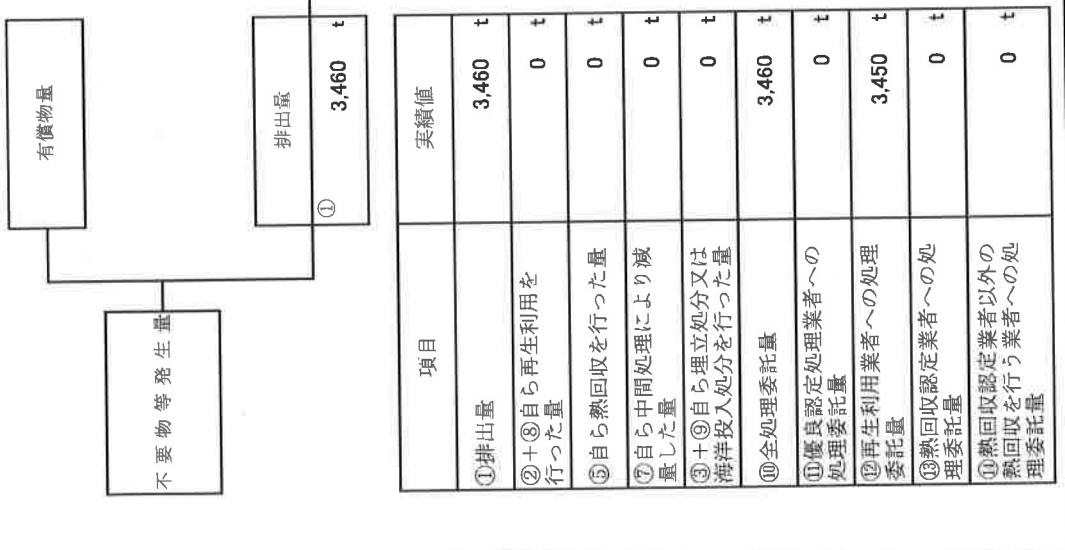 有償物量
不要物等発生量
排出量
① 3,460 t
項目 実績値
①排出量 3,460 t
②+⑧自ら再生利用を
行った量 0 t
⑤自ら熱回収を行った量 0 t
⑦自ら中間処理により減
量した量 0 t
③+⑨自ら埋立処分又は
海洋投入処分を行った量 0 t
⑩全処理委託量 3,460 t
⑪優良認定処理業者への
処理委託量 0 t
⑫再生利用業者への処理
委託量 3,450 t
⑬熱回収認定業者への処
理委託量 0 t
⑭熱回収認定業者以外の
熱回収を行う業者への処
理委託量 0 t